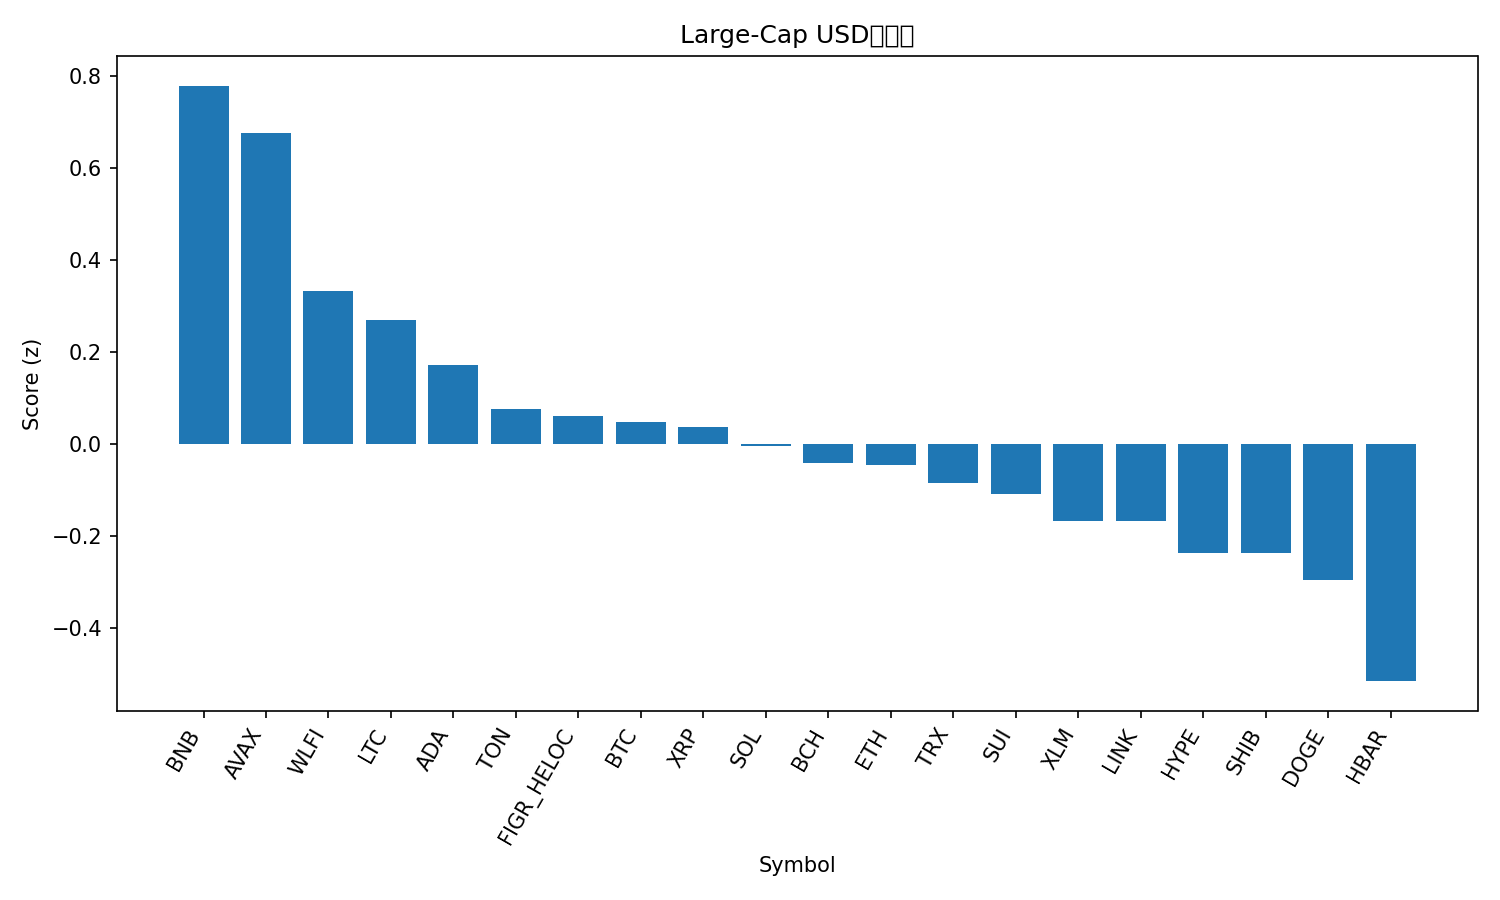 Large-Cap USD
0.8
0.6
0.4
0.2
0.0
−0.2
−0.4
Score (z)
BNB
AVAX
WLFI
LTC
ADA
TON
FIGR_HELOC
BTC
XRP
SOL
BCH
ETH
TRX
SUI
XLM
LINK
HYPE
SHIB
DOGE
HBAR
Symbol